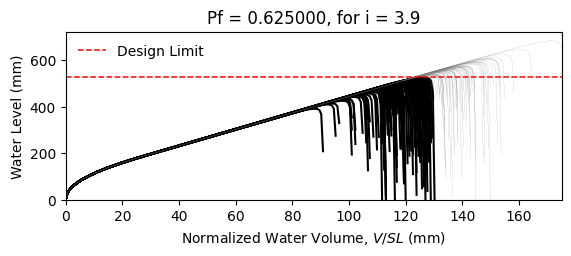 Pf = 0.625000, for i = 3.9
Design Limit
Water Level (mm)
600
400
200
0
0 20 40 60 80 100 120 140 160
Normalized Water Volume, V/SL (mm)